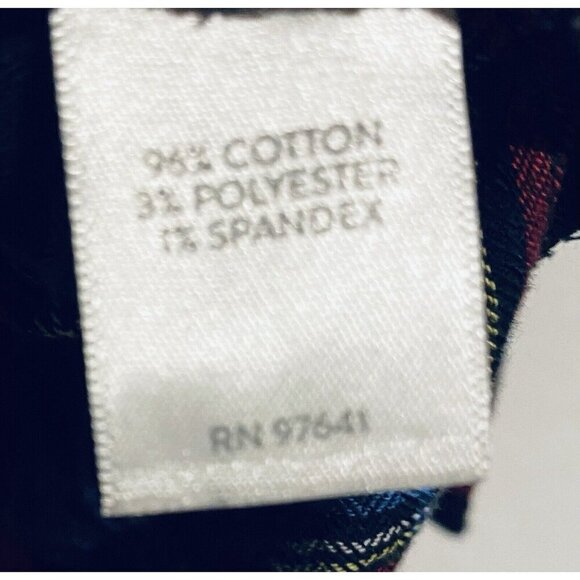 96% COTTON
3% POLYESTER
1% SPANDEX
RN 97641